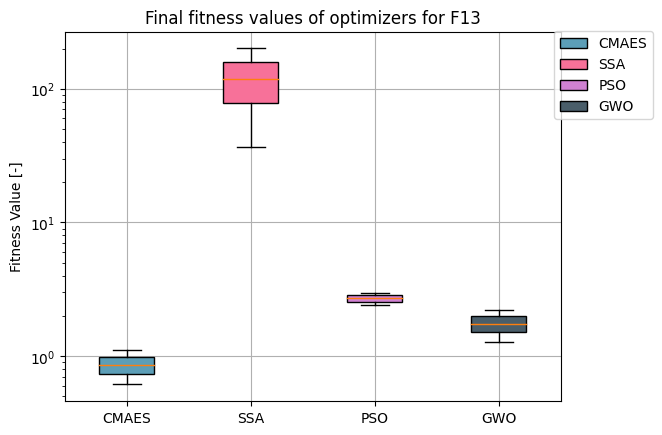 Final fitness values of optimizers for F13
CMAES
SSA
PSO
GWO
Fitness Value [-]
10²
10¹
10⁰
CMAES SSA PSO GWO